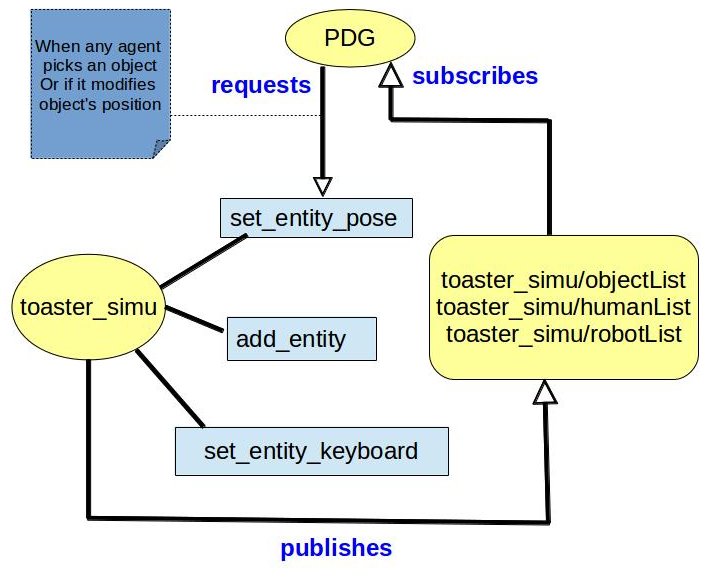 PDG
When any agent
picks an object
Or if it modifies
object's position
requests
subscribes
set_entity_pose
toaster_simu
add_entity
set_entity_keyboard
toaster_simu/objectList
toaster_simu/humanList
toaster_simu/robotList
publishes